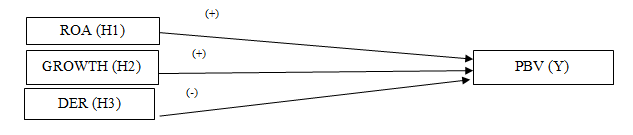 (+)
ROA (H1)
(+)
GROWTH (H2)
PBV (Y)
(-)
DER (H3)